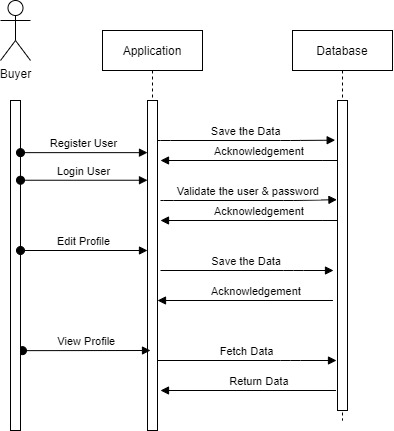 Buyer
Application
Database
Save the Data
Register User
Acknowledgement
Login User
Validate the user & password
Acknowledgement
Edit Profile
Save the Data
Acknowledgement
View Profile
Fetch Data
Return Data